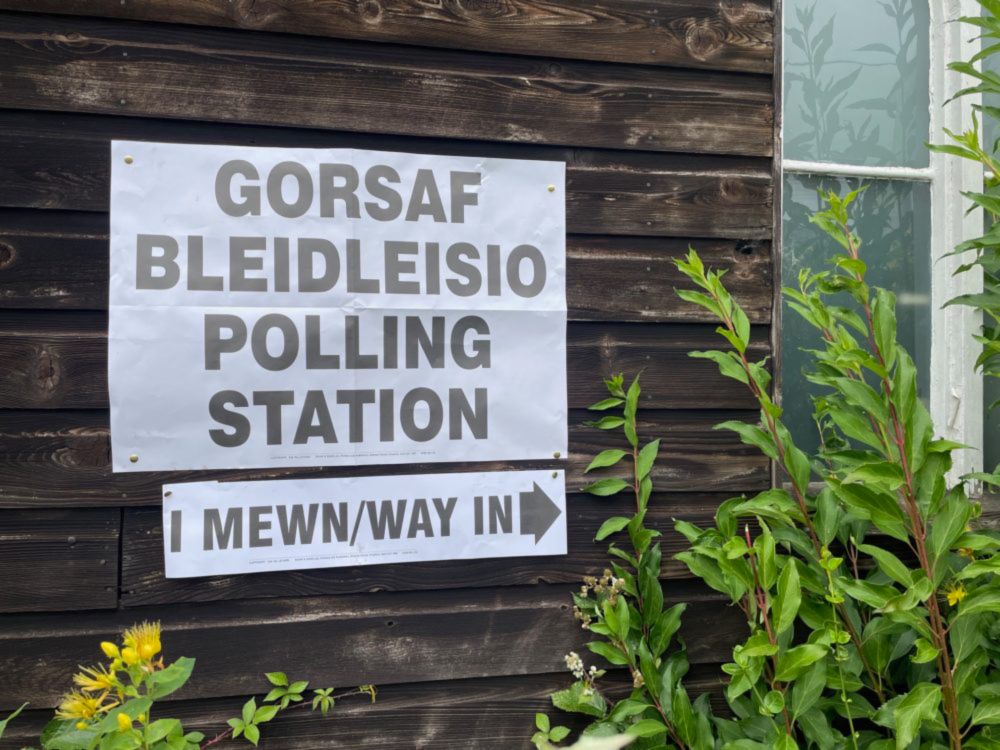 GORSAF
BLEIDLEISIO
POLLING
STATION
I MEWN/WAY IN